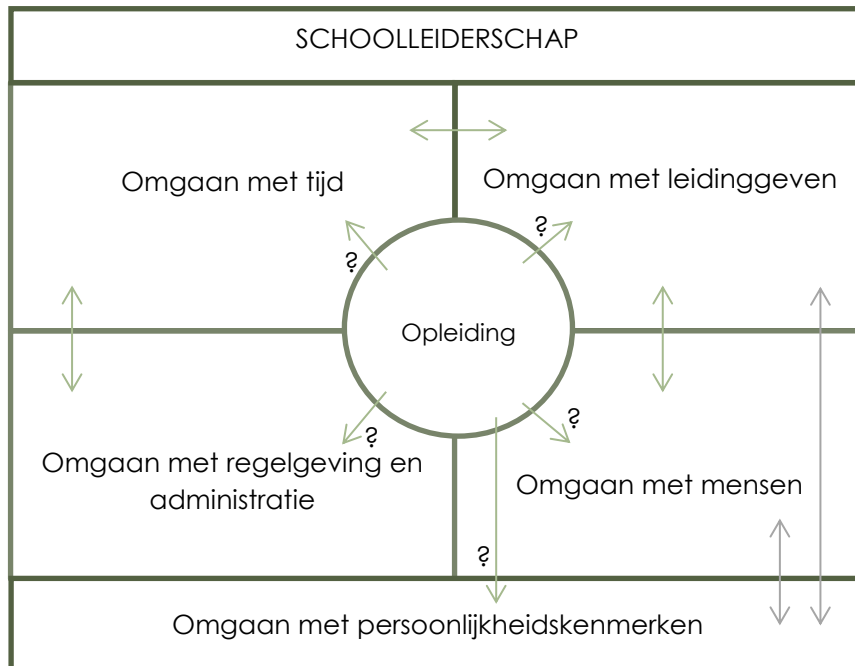 SCHOOLLEIDERSCHAP
Omgaan met tijd
Omgaan met leidinggeven
?
?
Opleiding
?
?
Omgaan met regelgeving en
administratie
Omgaan met mensen
?
Omgaan met persoonlijkheidskenmerken